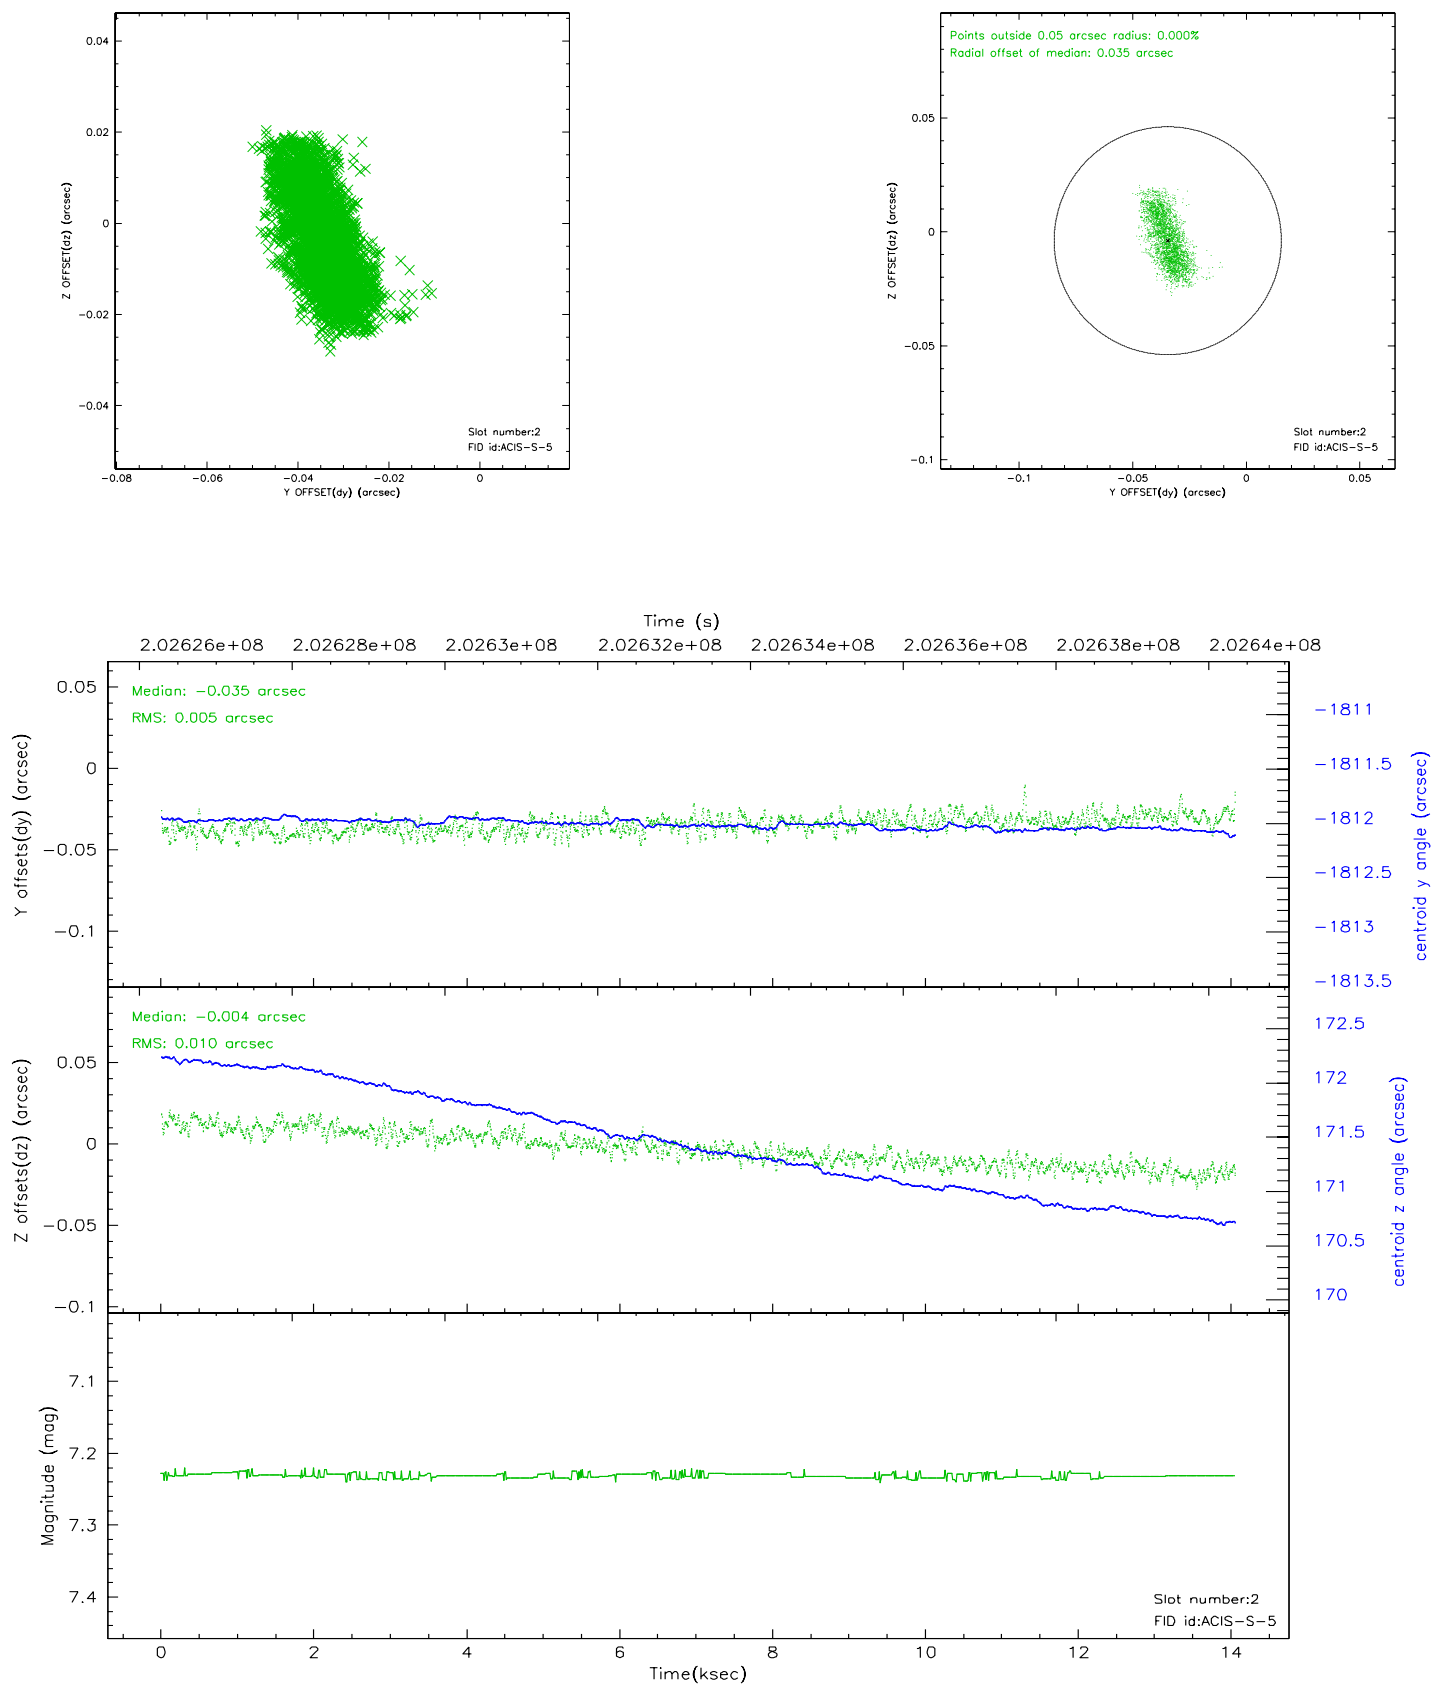 0.04
0.02
0
-0.02
-0.04
Z OFFSET(dz) (arcsec)
Slot number:2
FID id:ACIS-S-5
-0.08 -0.06 -0.04 -0.02 0
Y OFFSET(dy) (arcsec)
Points outside 0.05 arcsec radius: 0.000%
Radial offset of median: 0.035 arcsec
0.05
0
-0.05
-0.1
Z OFFSET(dz) (arcsec)
Slot number:2
FID id:ACIS-S-5
-0.1 -0.05 0 0.05
Y OFFSET(dy) (arcsec)
Time (s)
2.02626e+08 2.02628e+08 2.0263e+08 2.02632e+08 2.02634e+08 2.02636e+08 2.02638e+08 2.0264e+08
Median: -0.035 arcsec
RMS: 0.005 arcsec
0.05
0
-0.05
-0.1
Y offsets(dy) (arcsec)
-1811
-1811.5
-1812
-1812.5
-1813
-1813.5
centroid y angle (arcsec)
Median: -0.004 arcsec
RMS: 0.010 arcsec
0.05
0
-0.05
-0.1
Z offsets(dz) (arcsec)
172.5
172
171.5
171
170.5
170
centroid z angle (arcsec)
7.1
7.2
7.3
7.4
Magnitude (mag)
Slot number:2
FID id:ACIS-S-5
0 2 4 6 8 10 12 14
Time(ksec)